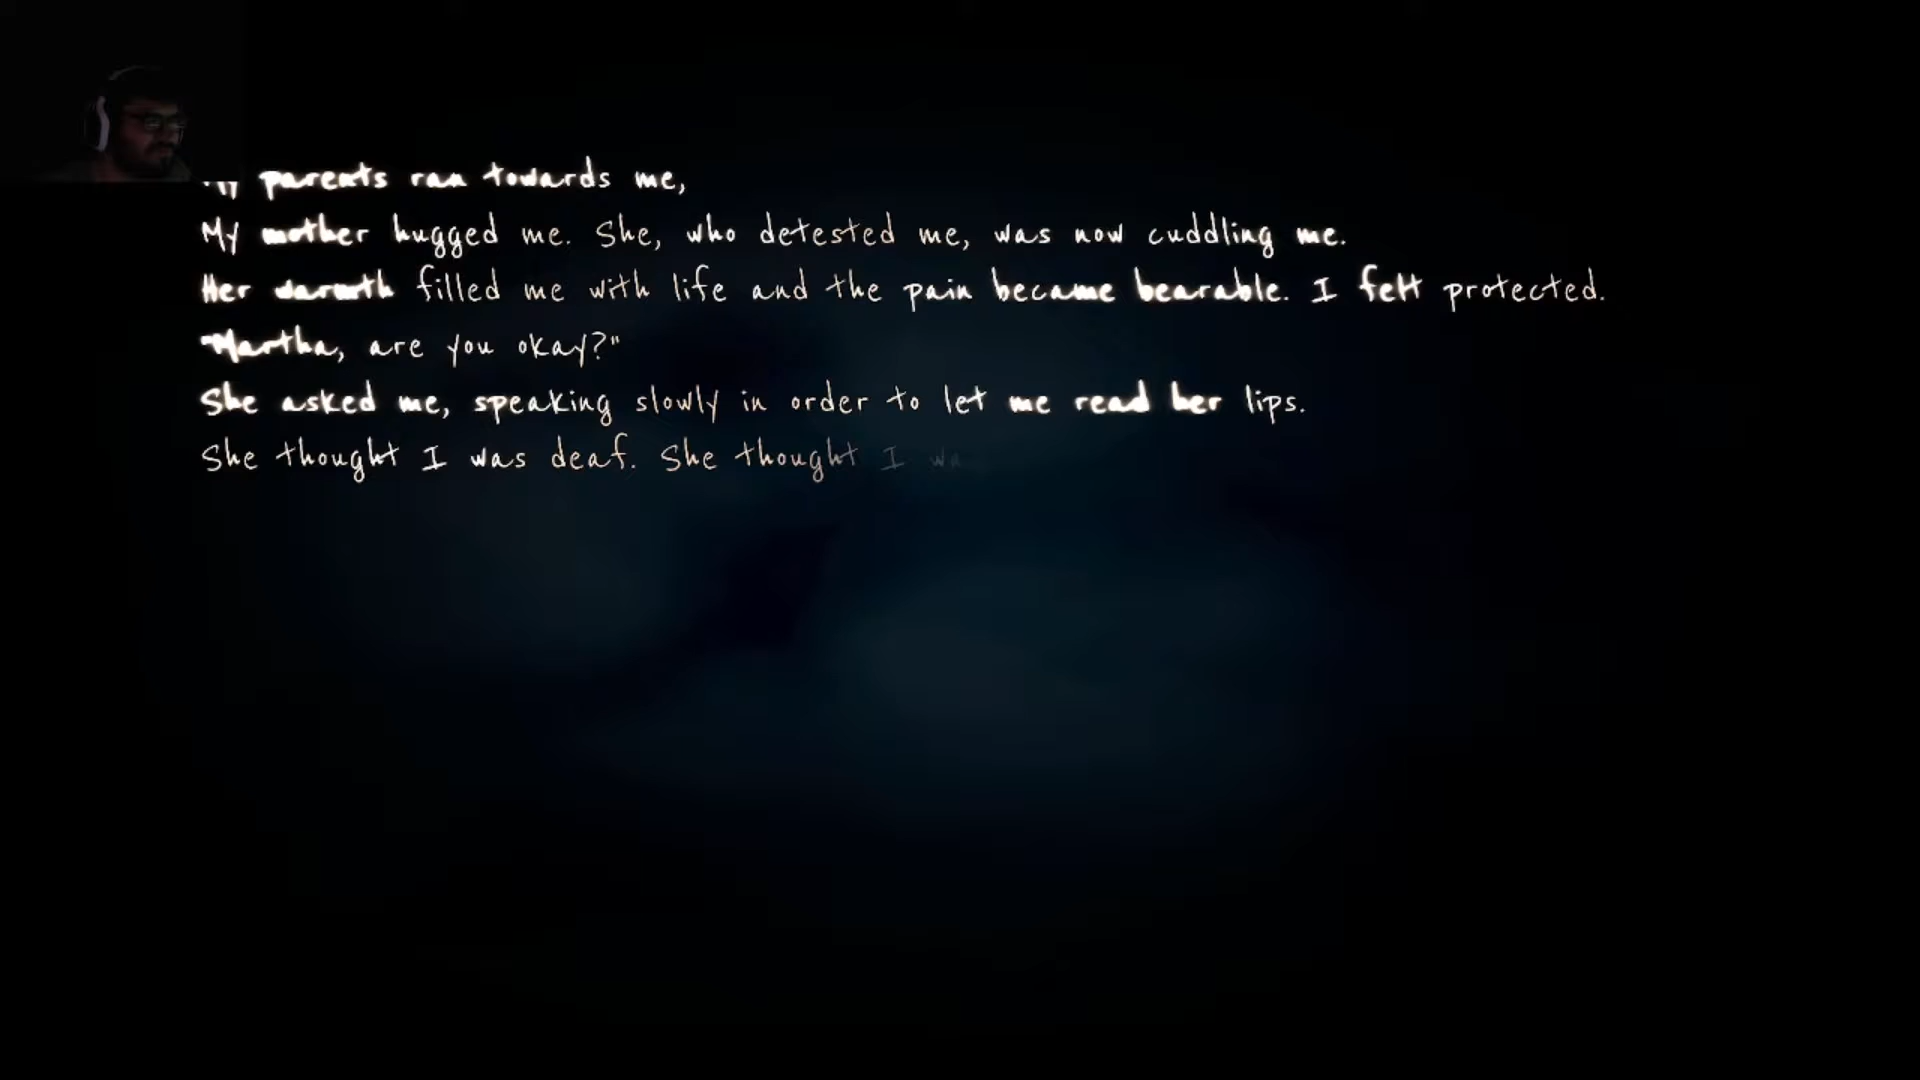 parents ran towards me,
My mother hugged me. She, who detested me, was now cuddling me.
Her warmth filled me with life and the pain became bearable. I felt protected.
"Martha, are you okay?"
She asked me, speaking slowly in order to let me read her lips.
She thought I was deaf. She thought I wa